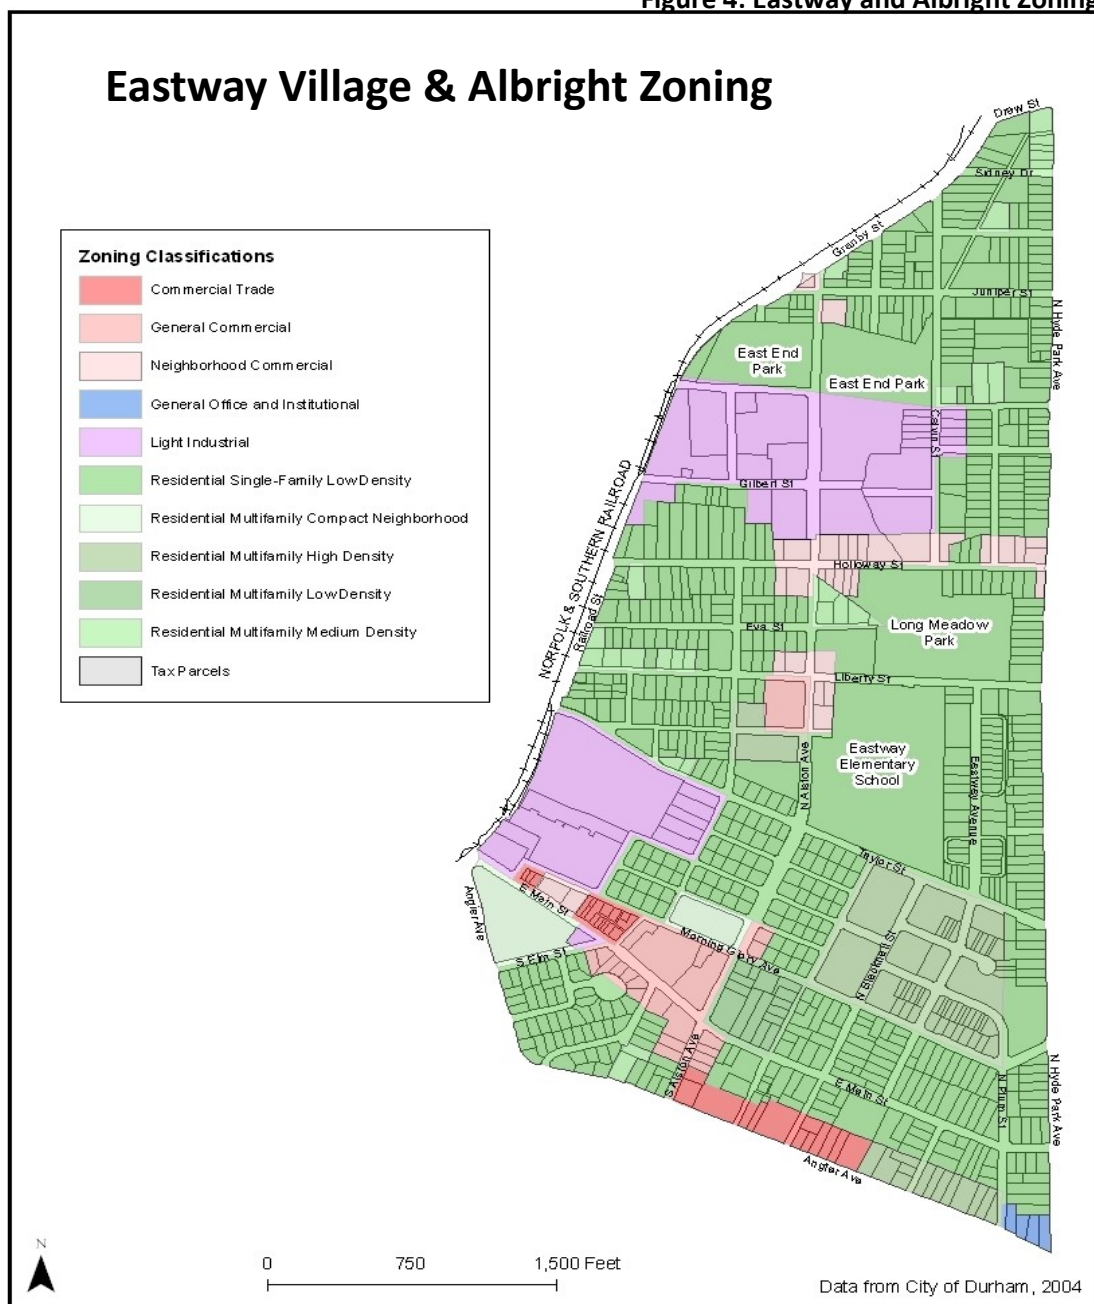 Figure 4: Eastway and Albright Zoning
Eastway Village & Albright Zoning
Drew St
Sidney Dr
Granby St
Zoning Classifications
Commercial Trade
General Commercial
Neighborhood Commercial
General Office and Institutional
Light Industrial
Residential Single-Family Low Density
Residential Multifamily Compact Neighborhood
Residential Multifamily High Density
Residential Multifamily Low Density
Residential Multifamily Medium Density
Tax Parcels
Juniper St
N Hyde Park Ave
East End
Park
East End Park
Calvin St
Gilbert St
NORFOLK & SOUTHERN RAILROAD
Railroad St
Holloway St
Eva St
Long Meadow
Park
Liberty St
Eastway
Elementary
School
N Alston Ave
Eastway Avenue
Taylor St
E Main St
Angier Ave
S Elm St
Morning Glory Ave
N Blacknall St
S Alston Ave
E Main St
N Plum St
N Hyde Park Ave
Angier Ave
N
0 750 1,500 Feet
Data from City of Durham, 2004